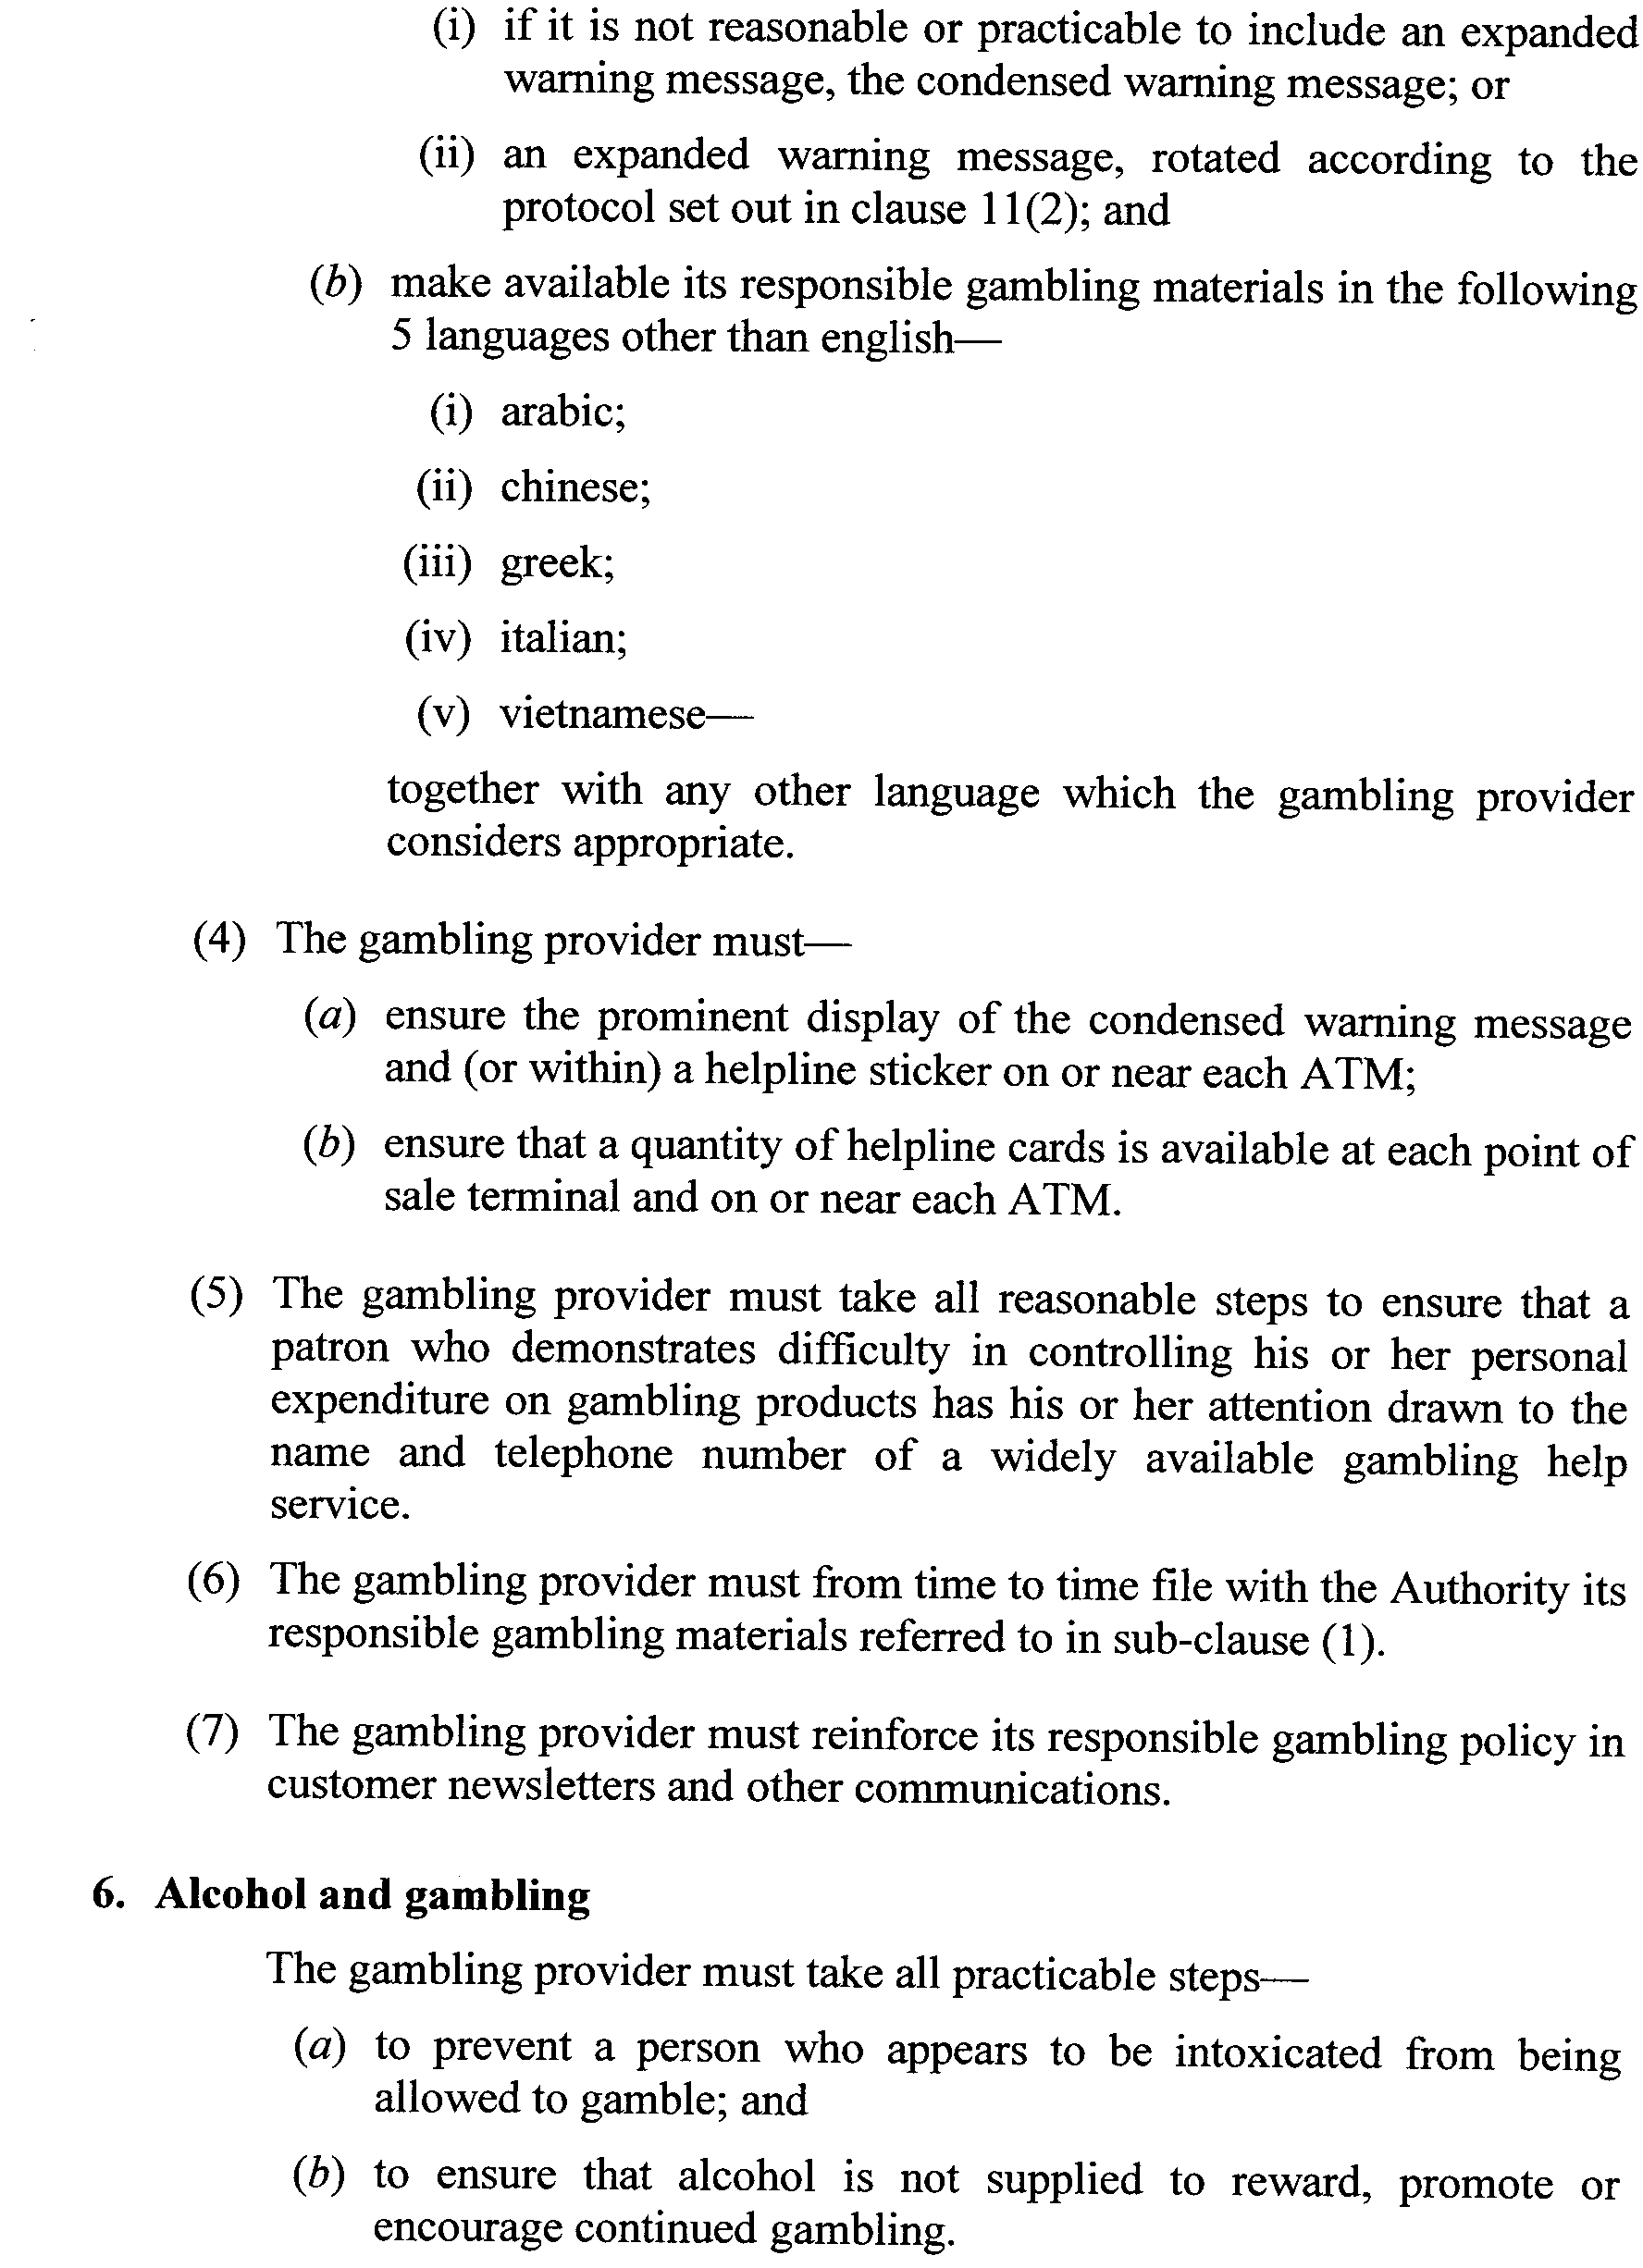 (i) if it is not reasonable or practicable to include an expanded
warning message, the condensed warning message; or
(ii) an expanded warning message, rotated according to the
protocol set out in clause 11(2); and
(b) make available its responsible gambling materials in the following
5 languages other than english—
(i) arabic;
(ii) chinese;
(iii) greek;
(iv) italian;
(v) vietnamese—
together with any other language which the gambling provider
considers appropriate.
(4) The gambling provider must—
(a) ensure the prominent display of the condensed warning message
and (or within) a helpline sticker on or near each ATM;
(b) ensure that a quantity of helpline cards is available at each point of
sale terminal and on or near each ATM.
(5) The gambling provider must take all reasonable steps to ensure that a
patron who demonstrates difficulty in controlling his or her personal
expenditure on gambling products has his or her attention drawn to the
name and telephone number of a widely available gambling help
service.
(6) The gambling provider must from time to time file with the Authority its
responsible gambling materials referred to in sub-clause (1).
(7) The gambling provider must reinforce its responsible gambling policy in
customer newsletters and other communications.
6. Alcohol and gambling
The gambling provider must take all practicable steps—
(a) to prevent a person who appears to be intoxicated from being
allowed to gamble; and
(b) to ensure that alcohol is not supplied to reward, promote or
encourage continued gambling.